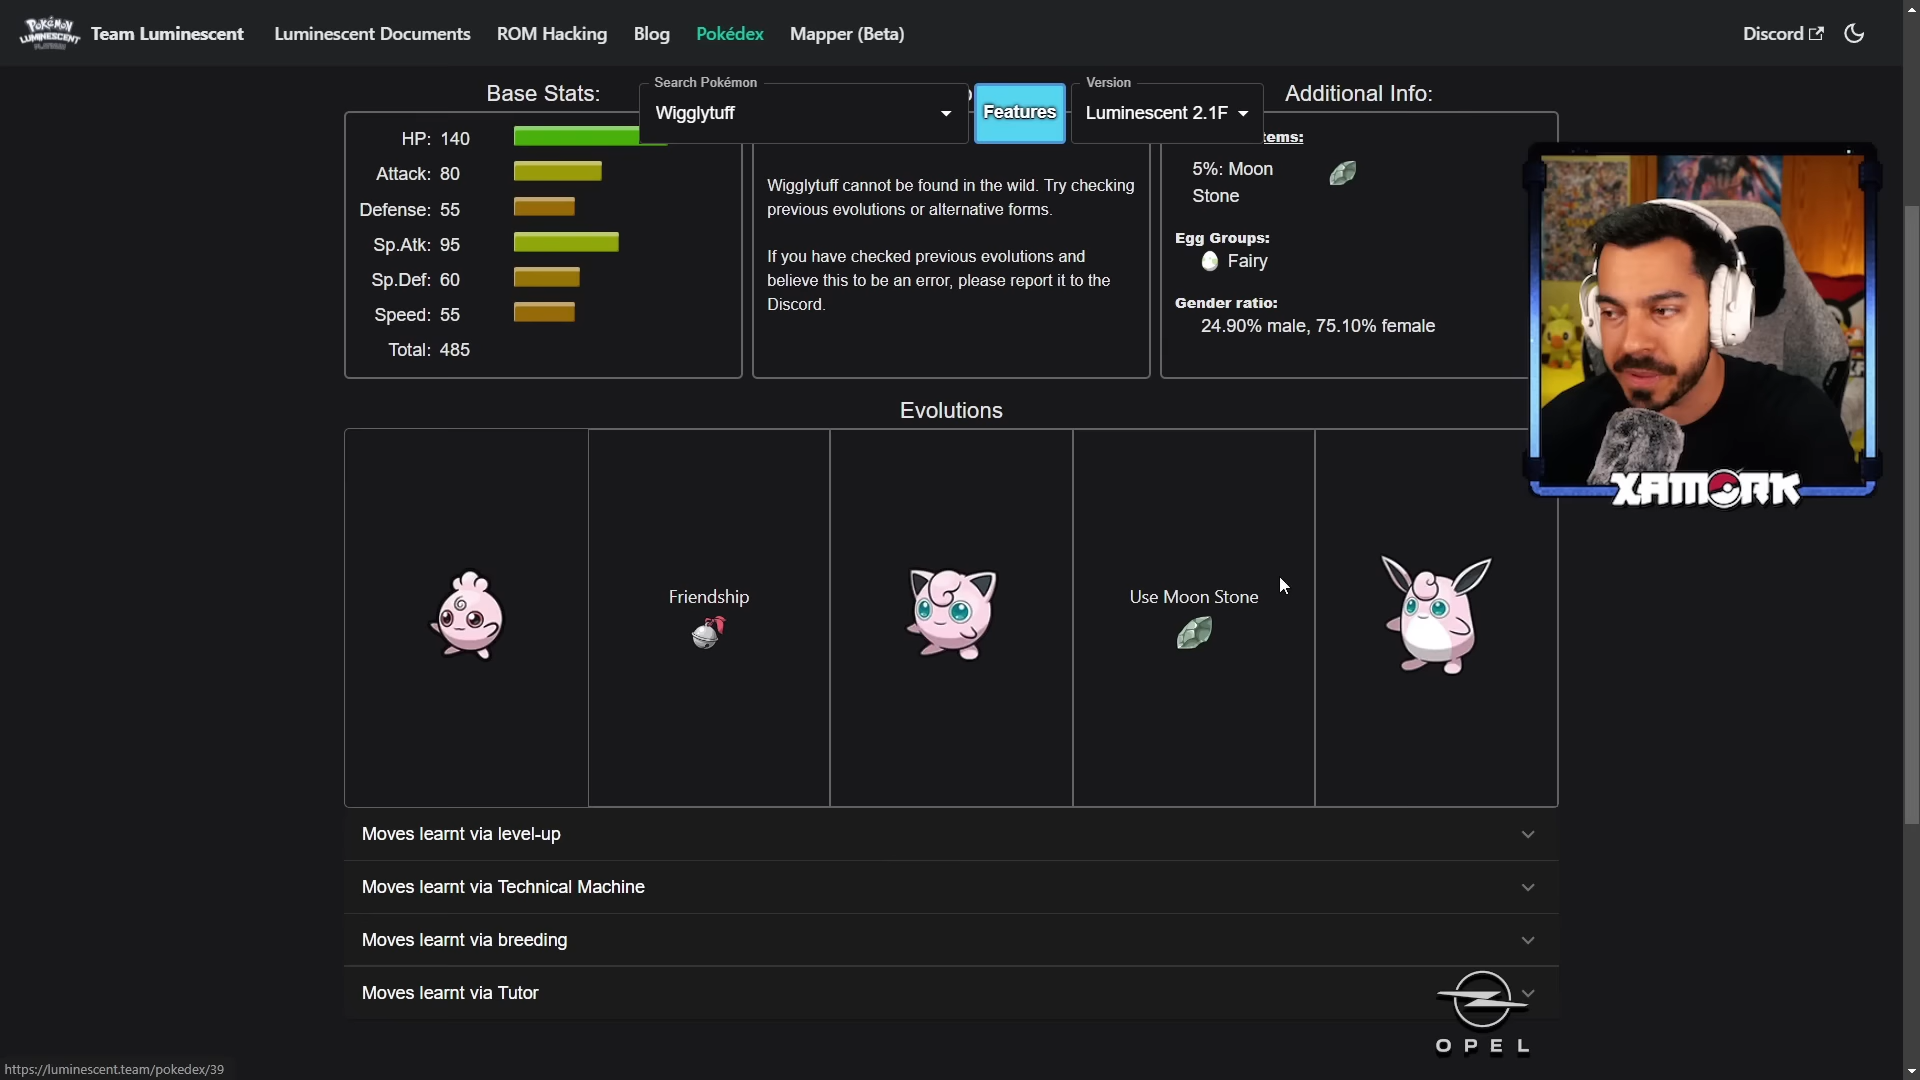 Pokémon
LUMINESCENT
PLATINUM
Team Luminescent
Luminescent Documents
ROM Hacking
Blog
Pokédex
Mapper (Beta)
Discord
Base Stats:
Search Pokémon
Wigglytuff
Features
Version
Luminescent 2.1F
Additional Info:
HP: 140
Attack: 80
Defense: 55
Sp.Atk: 95
Sp.Def: 60
Speed: 55
Total: 485
Wigglytuff cannot be found in the wild. Try checking
previous evolutions or alternative forms.
If you have checked previous evolutions and
believe this to be an error, please report it to the
Discord.
ems:
5%: Moon
Stone
Egg Groups:
Fairy
Gender ratio:
24.90% male, 75.10% female
XAMORK
Evolutions
Friendship
Use Moon Stone
Moves learnt via level-up
Moves learnt via Technical Machine
Moves learnt via breeding
Moves learnt via Tutor
OPEL
https://luminescent.team/pokedex/39